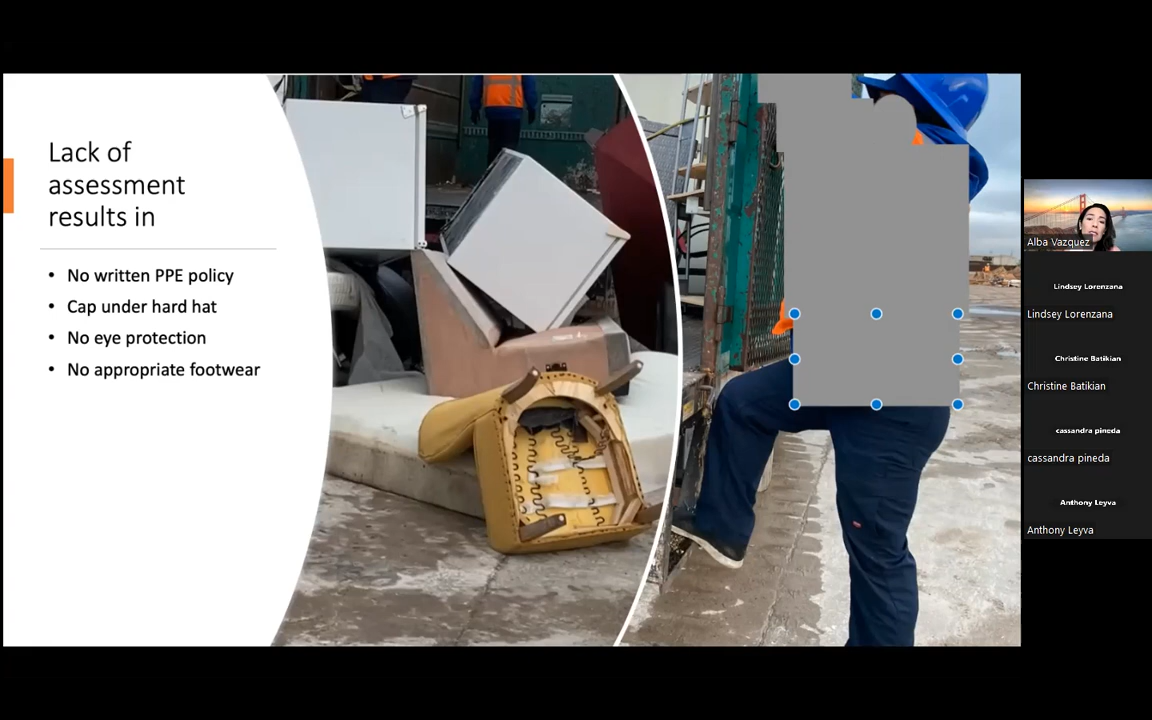 Lack of
assessment
results in
• No written PPE policy
• Cap under hard hat
• No eye protection
• No appropriate footwear
Alba Vazquez
Lindsey Lorenzana
Lindsey Lorenzana
Christine Batikian
Christine Batikian
cassandra pineda
cassandra pineda
Anthony Leyva
Anthony Leyva